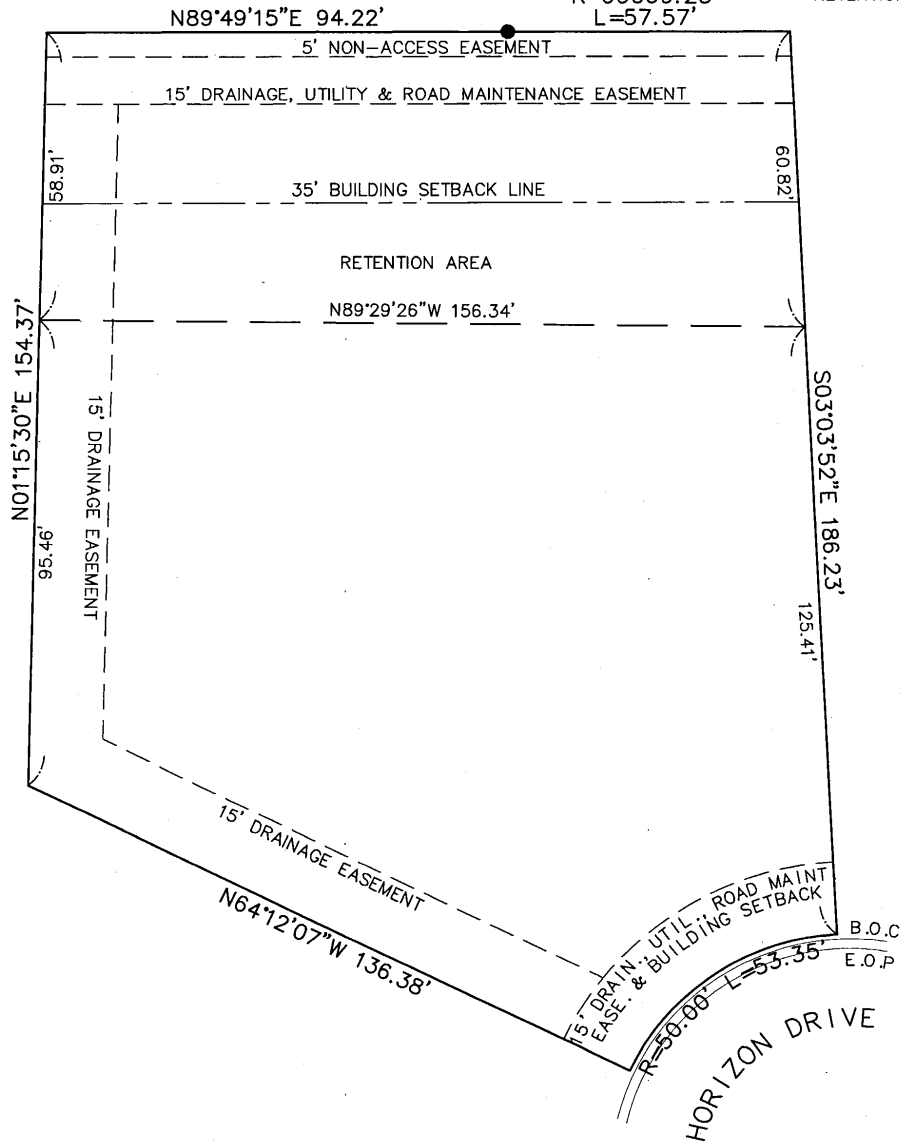 N89°49'15"E 94.22'
L=57.57'
5' NON-ACCESS EASEMENT
15' DRAINAGE, UTILITY & ROAD MAINTENANCE EASEMENT
58.91'
60.82'
35' BUILDING SETBACK LINE
RETENTION AREA
N89°29'26"W 156.34'
N01°15'30"E 154.37'
S03°03'52"E 186.23'
15' DRAINAGE EASEMENT
95.46'
125.41'
15' DRAINAGE EASEMENT
N64°12'07"W 136.38'
15' DRAIN., UTIL., ROAD MAINT
EASE. & BUILDING SETBACK
B.O.C
E.O.P
R=50.00' L=53.35'
HORIZON DRIVE